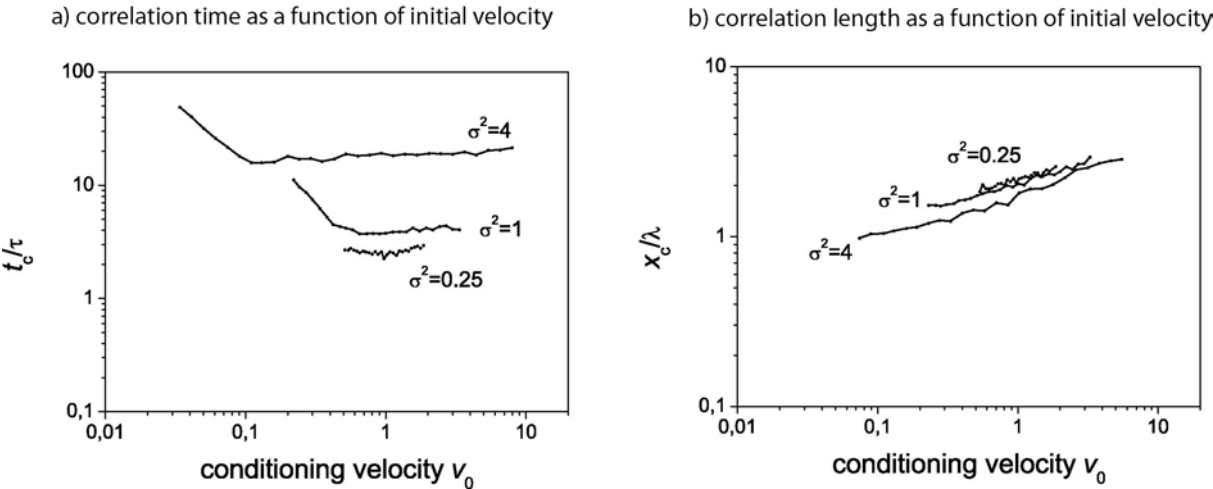 a) correlation time as a function of initial velocity
100
10
1
0,1
0,01
0,1
1
10
t_c/τ
σ²=4
σ²=1
σ²=0.25
conditioning velocity v₀
b) correlation length as a function of initial velocity
10
1
0,1
0,01
0,1
1
10
x_c/λ
σ²=0.25
σ²=1
σ²=4
conditioning velocity v₀